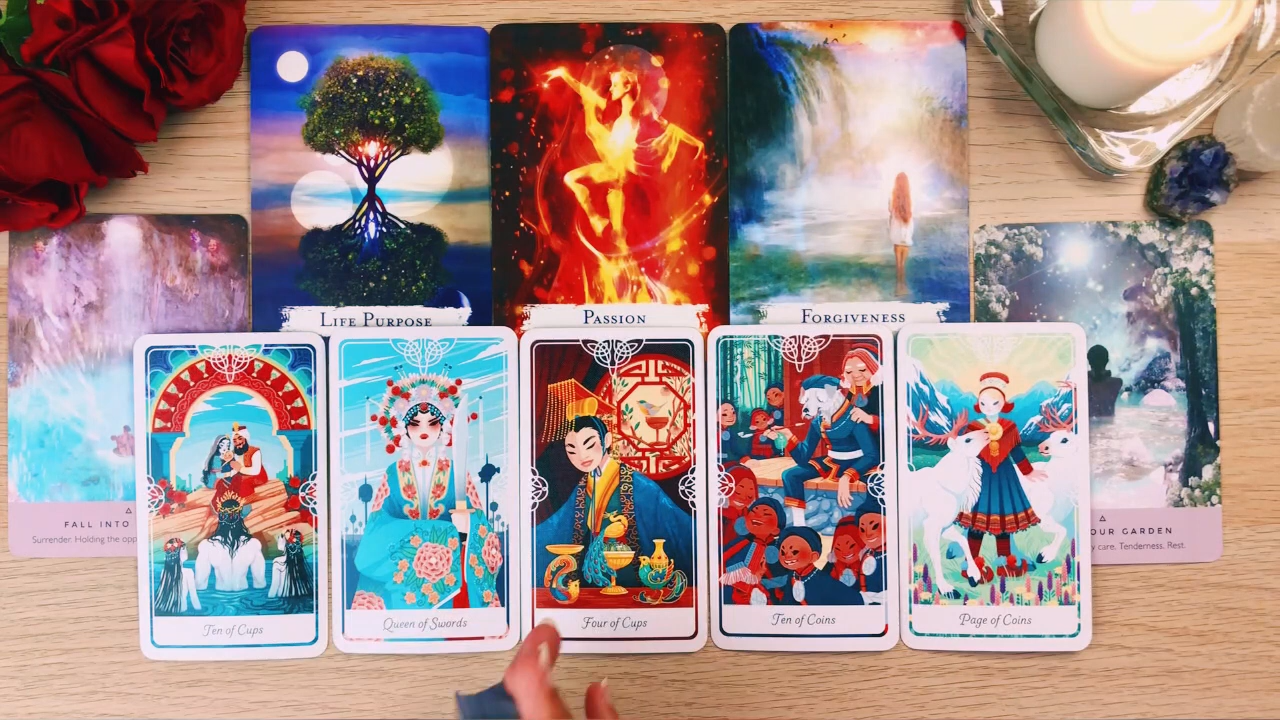 LIFE PURPOSE
PASSION
FORGIVENESS
FALL INTO
Surrender. Holding the
OUR GARDEN
care. Tenderness. Rest.
Ten of Cups
Queen of Swords
Four of Cups
Ten of Coins
Page of Coins